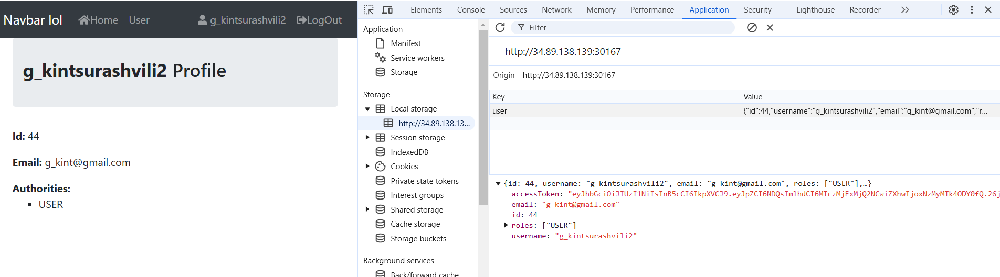 Navbar lol Home User g_kintsurashvili2 LogOut
g_kintsurashvili2 Profile
Id: 44
Email: g_kint@gmail.com
Authorities:
• USER
Elements Console Sources Network Memory Performance Application Security Lighthouse Recorder
Application
Manifest
Service workers
Storage
Storage
Local storage
http://34.89.138.13...
Session storage
IndexedDB
Cookies
Private state tokens
Interest groups
Shared storage
Cache storage
Storage buckets
Background services
Back/forward cache
Filter
http://34.89.138.139:30167
Origin http://34.89.138.139:30167
Key Value
user {"id":44,"username":"g_kintsurashvili2","email":"g_kint@gmail.com","r...
{id: 44, username: "g_kintsurashvili2", email: "g_kint@gmail.com", roles: ["USER"],…}
accessToken: "eyJhbGciOiJIUzI1NiIsInR5cCI6IkpXVCJ9.eyJpZCI6NDQsImlhdCI6MTczMjExMjQ2NCwiZXhwIjoxNzMyMTk4ODY0fQ.26j
email: "g_kint@gmail.com"
id: 44
roles: ["USER"]
username: "g_kintsurashvili2"